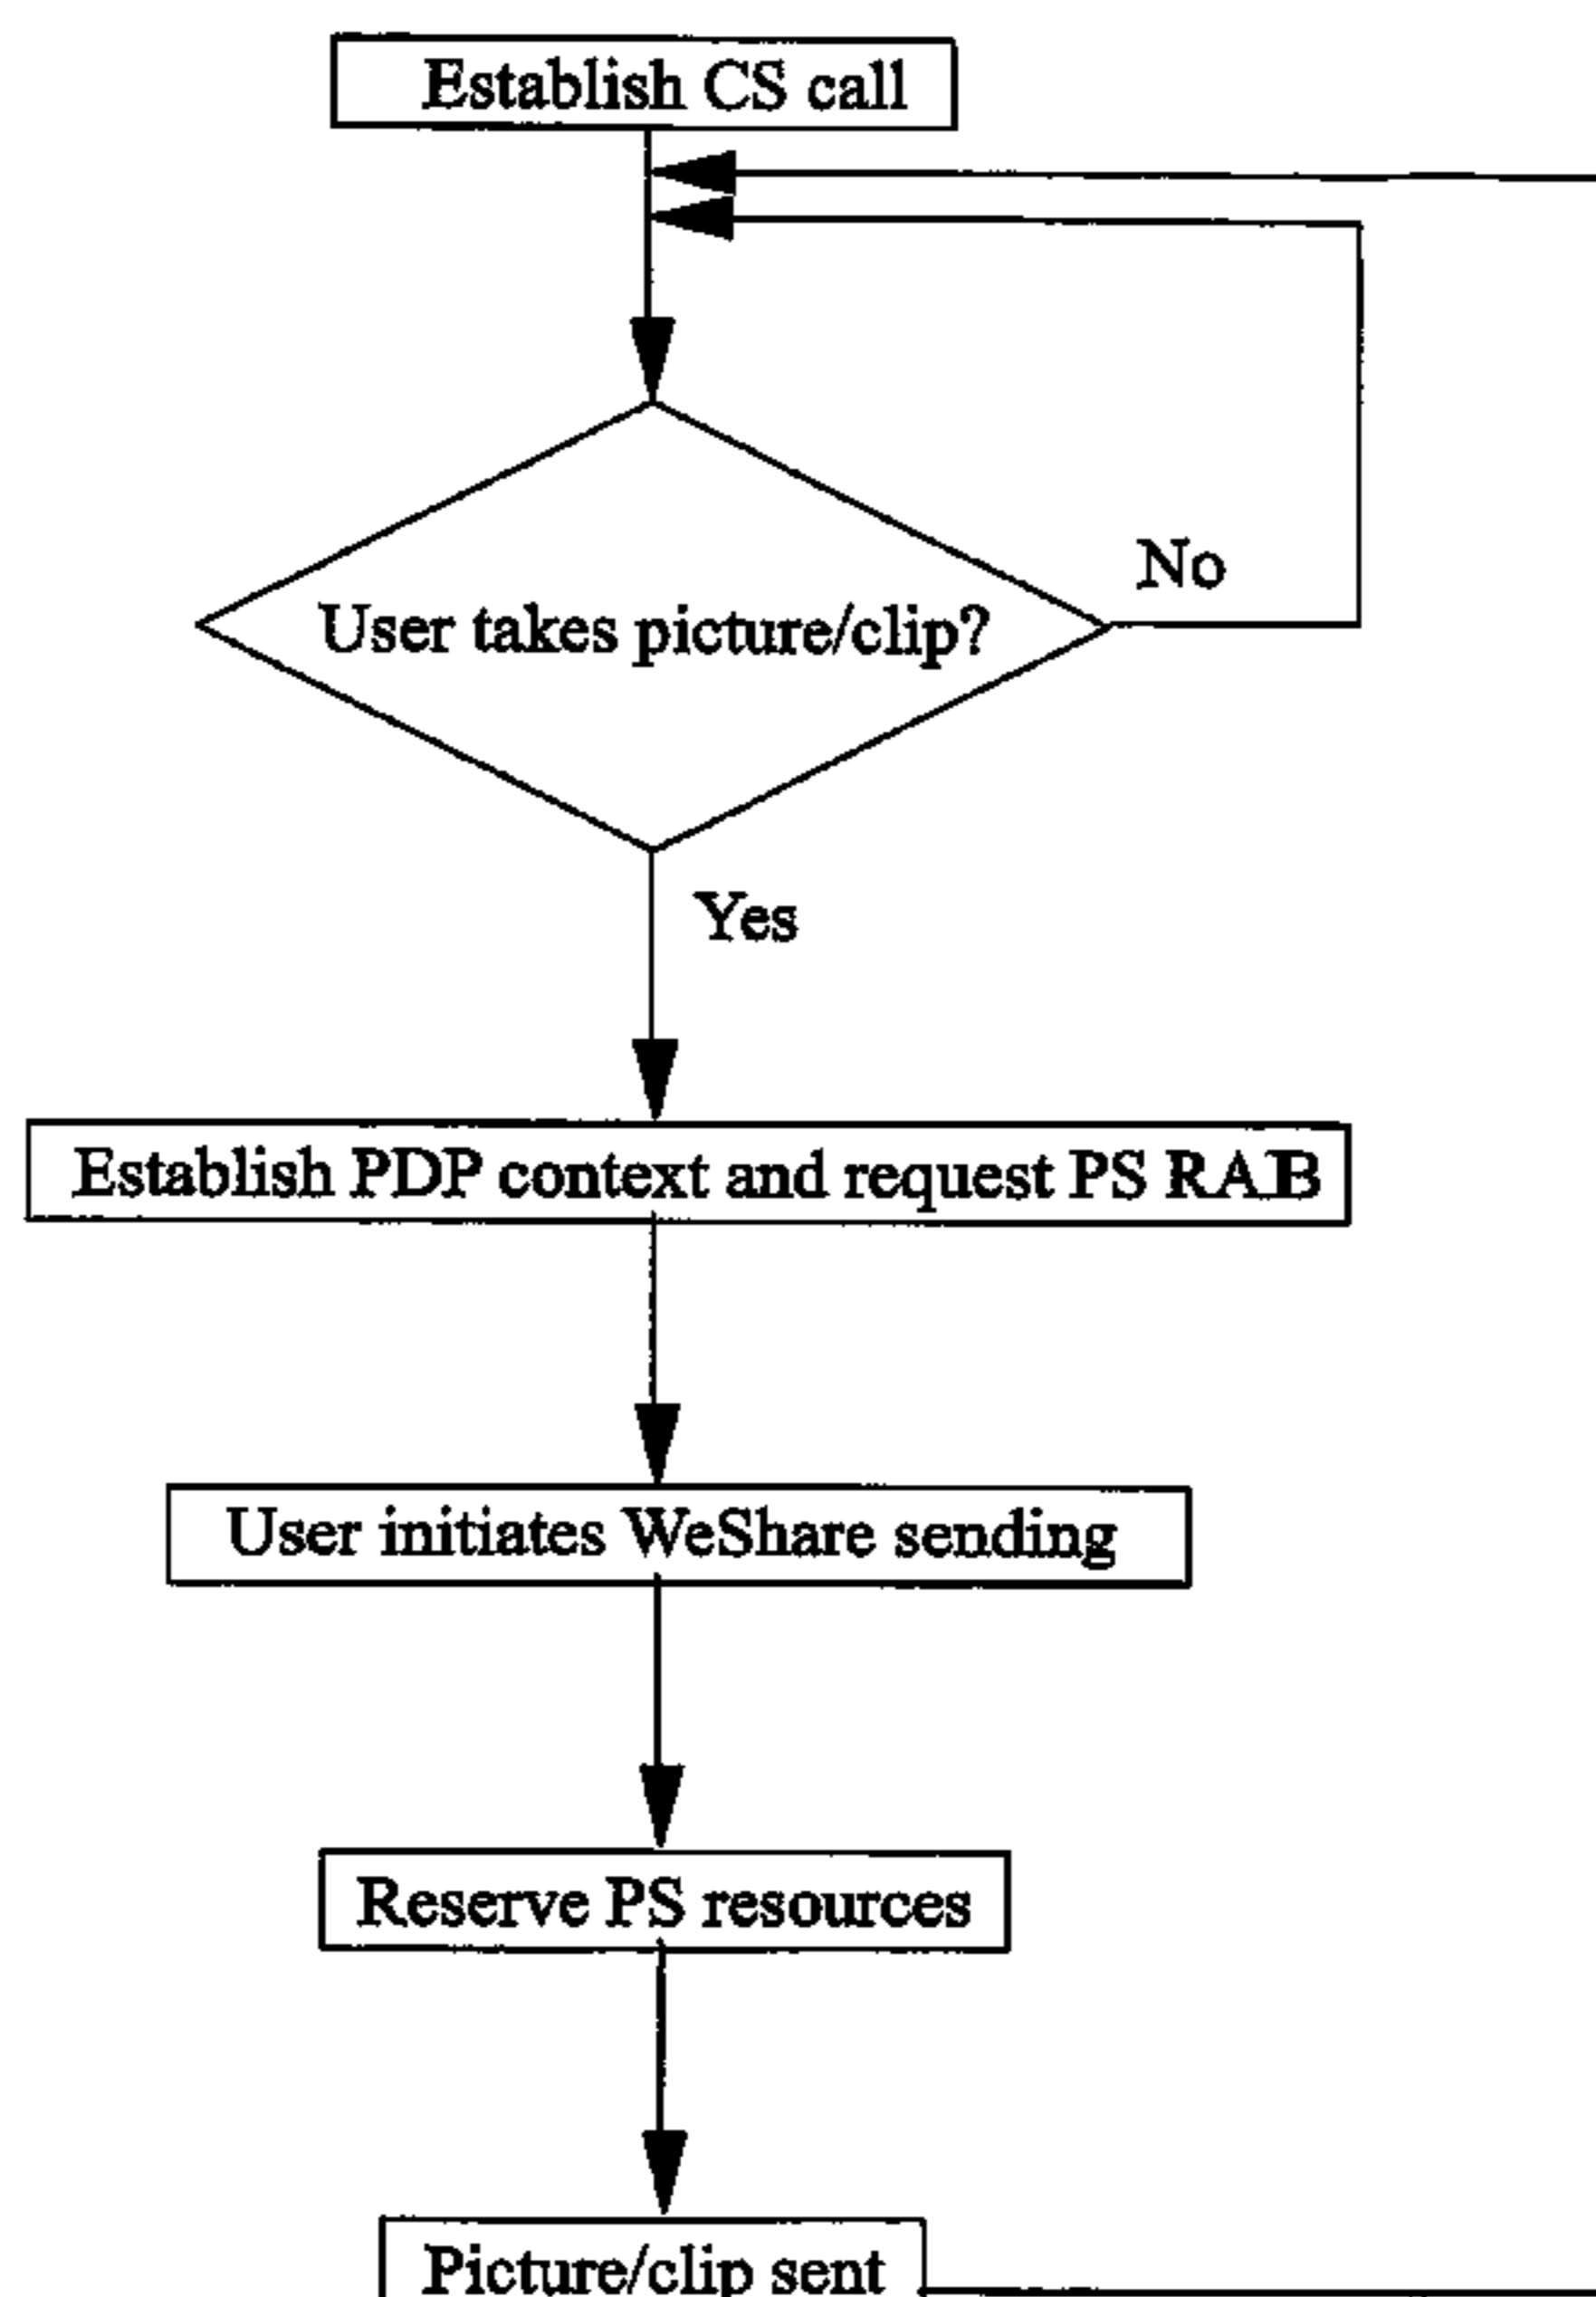 Establish CS call
User takes picture/clip?
No
Yes
Establish PDP context and request PS RAB
User initiates WeShare sending
Reserve PS resources
Picture/clip sent